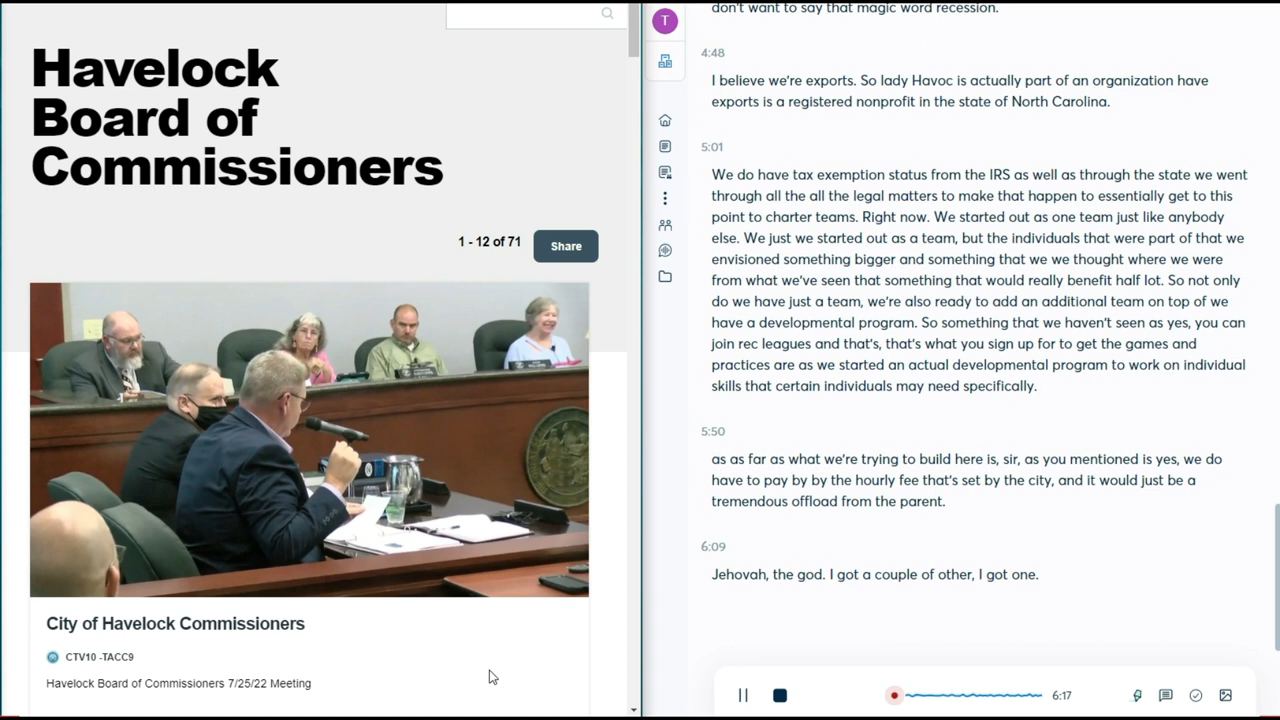 Havelock
Board of
Commissioners
1 - 12 of 71
Share
City of Havelock Commissioners
CTV10 -TACC9
Havelock Board of Commissioners 7/25/22 Meeting
T
don't want to say that magic word recession.
4:48
I believe we're exports. So lady Havoc is actually part of an organization have
exports is a registered nonprofit in the state of North Carolina.
5:01
We do have tax exemption status from the IRS as well as through the state we went
through all the all the legal matters to make that happen to essentially get to this
point to charter teams. Right now. We started out as one team just like anybody
else. We just we started out as a team, but the individuals that were part of that we
envisioned something bigger and something that we we thought where we were
from what we've seen that something that would really benefit half lot. So not only
do we have just a team, we're also ready to add an additional team on top of we
have a developmental program. So something that we haven't seen as yes, you can
join rec leagues and that's, that's what you sign up for to get the games and
practices are as we started an actual developmental program to work on individual
skills that certain individuals may need specifically.
5:50
as as far as what we're trying to build here is, sir, as you mentioned is yes, we do
have to pay by by the hourly fee that's set by the city, and it would just be a
tremendous offload from the parent.
6:09
Jehovah, the god. I got a couple of other, I got one.
6:17